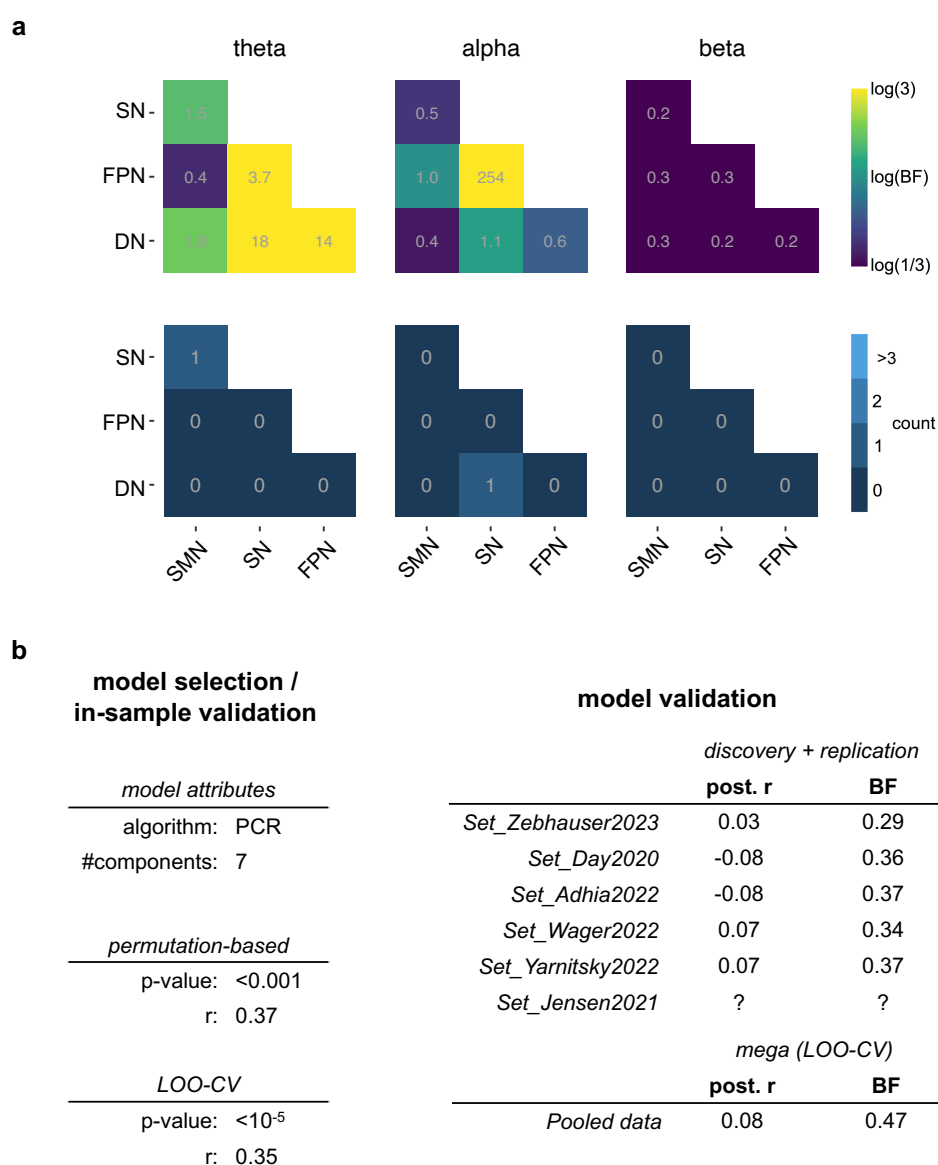 a
theta alpha beta
SN- 1.5 0.5 0.2 log(3)
FPN- 0.4 3.7 1.0 254 0.3 0.3 log(BF)
DN- 18 14 0.4 1.1 0.6 0.3 0.2 0.2 log(1/3)
SN- 1 0 0 >3
FPN- 0 0 0 0 0 0 2 count
1
DN- 0 0 0 0 1 0 0 0 0 0
SMN SN FPN SMN SN FPN SMN SN FPN
b
model selection /
in-sample validation
model attributes
algorithm: PCR
#components: 7
permutation-based
p-value: <0.001
r: 0.37
LOO-CV
p-value: <10⁻⁵
r: 0.35
model validation
discovery + replication
post. r BF
Set_Zebhauser2023 0.03 0.29
Set_Day2020 -0.08 0.36
Set_Adhia2022 -0.08 0.37
Set_Wager2022 0.07 0.34
Set_Yarnitsky2022 0.07 0.37
Set_Jensen2021 ? ?
mega (LOO-CV)
post. r BF
Pooled data 0.08 0.47